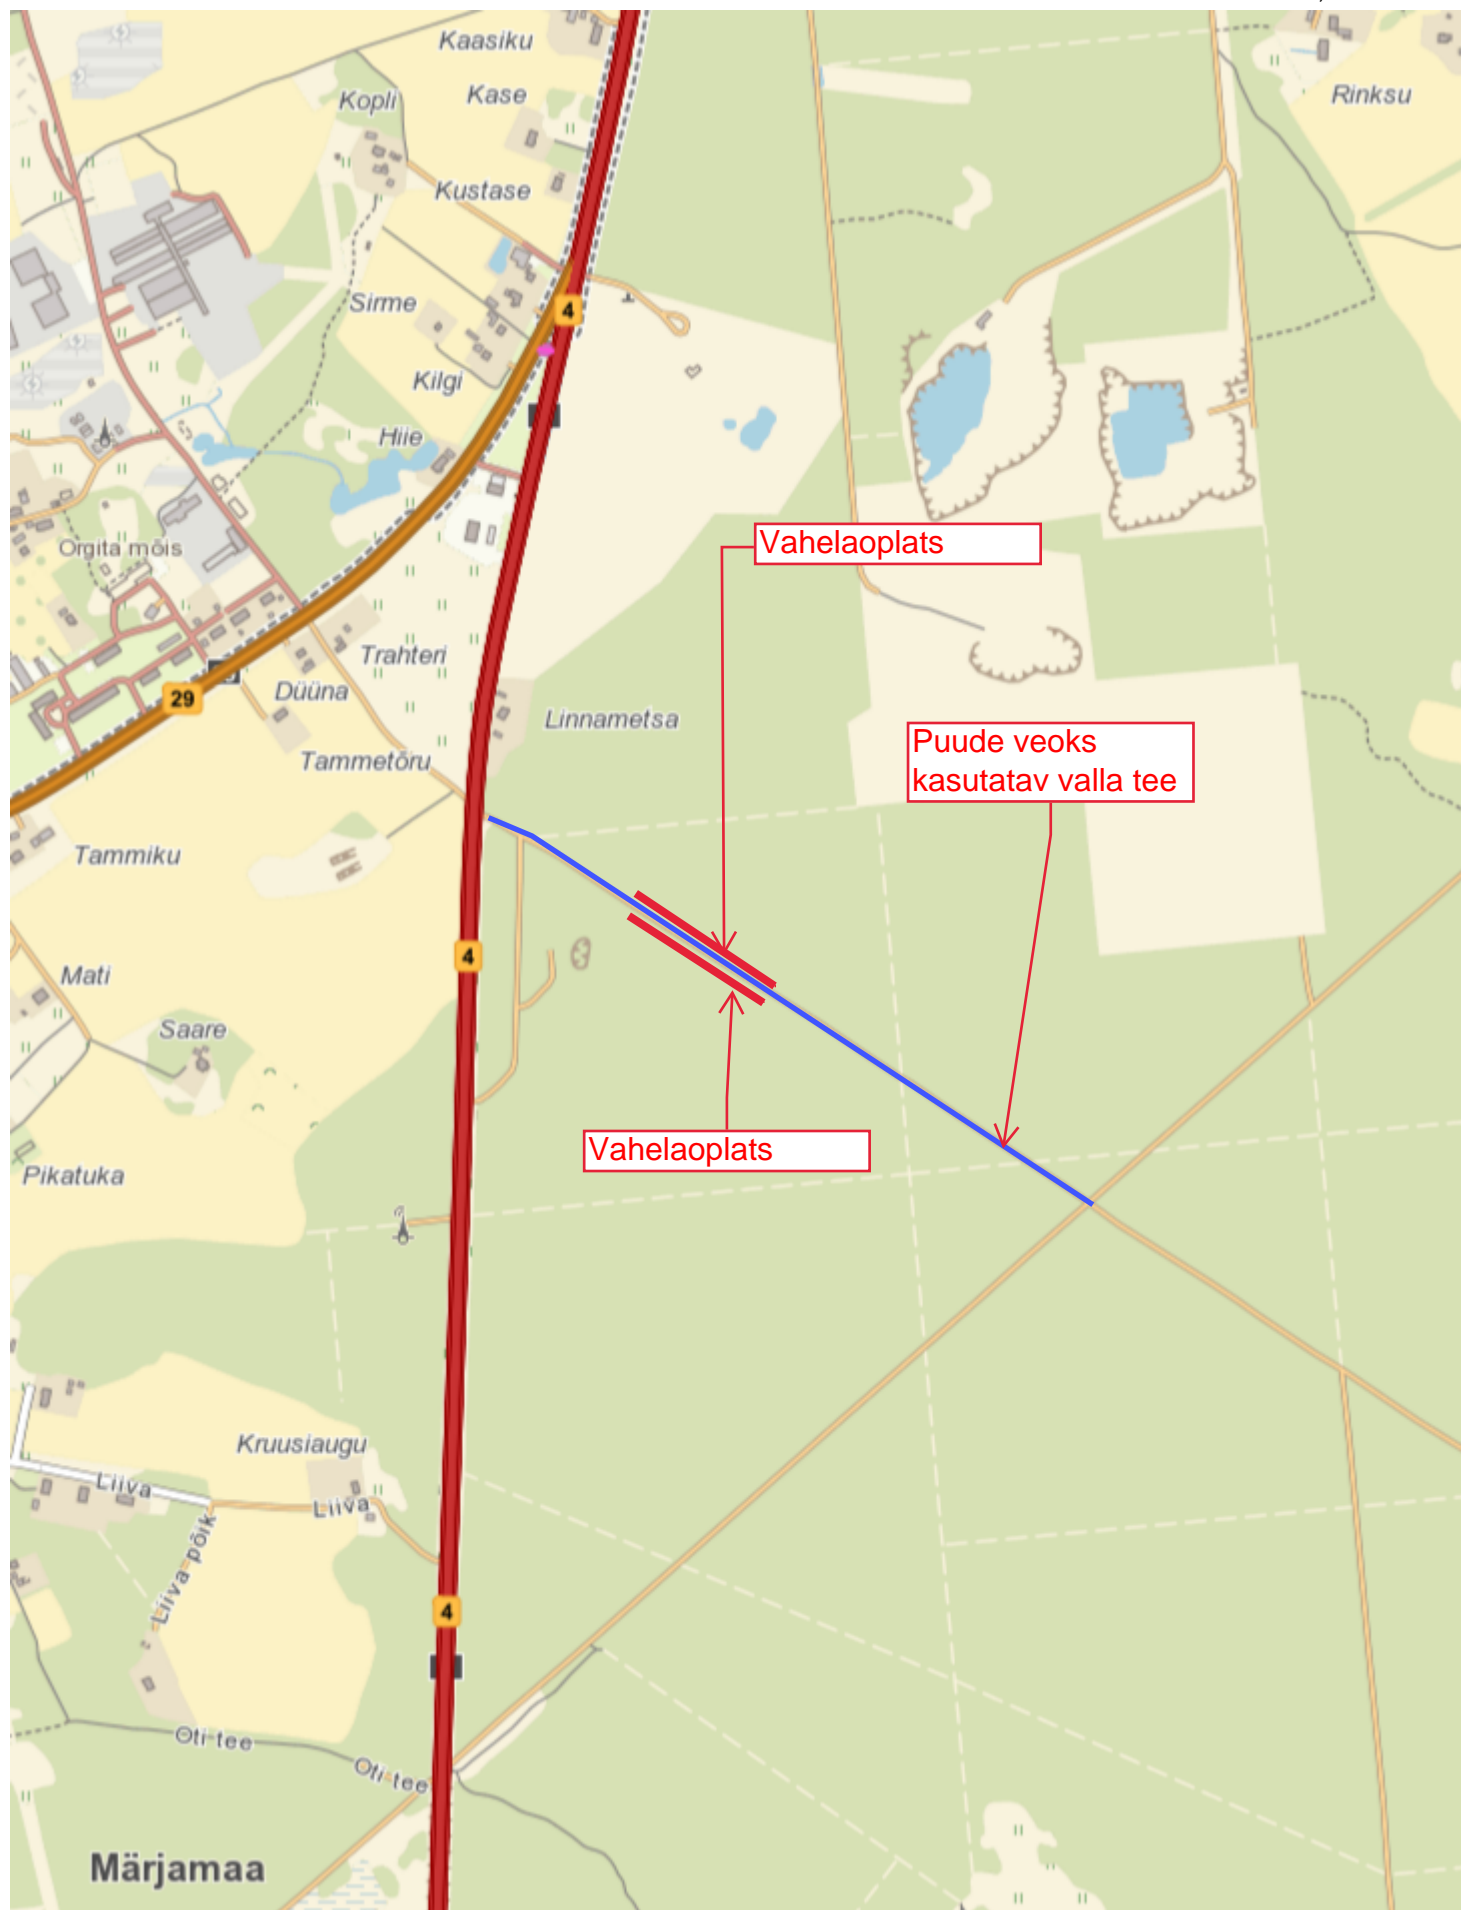 Kaasiku
Kase
Kopli
Rinksu
Kustase
Sirme
4
Kilgi
Hiie
Orgita mõis
Vahelaoplats
Trahteri
29
Düüna
Linnametsa
Tammetõru
Puude veoks
kasutatav valla tee
Tammiku
4
Mati
Saare
Vahelaoplats
Pikatuka
Kruusiaugu
Liiva
Liiva
Liiva põik
4
Oti tee
Oti tee
Märjamaa